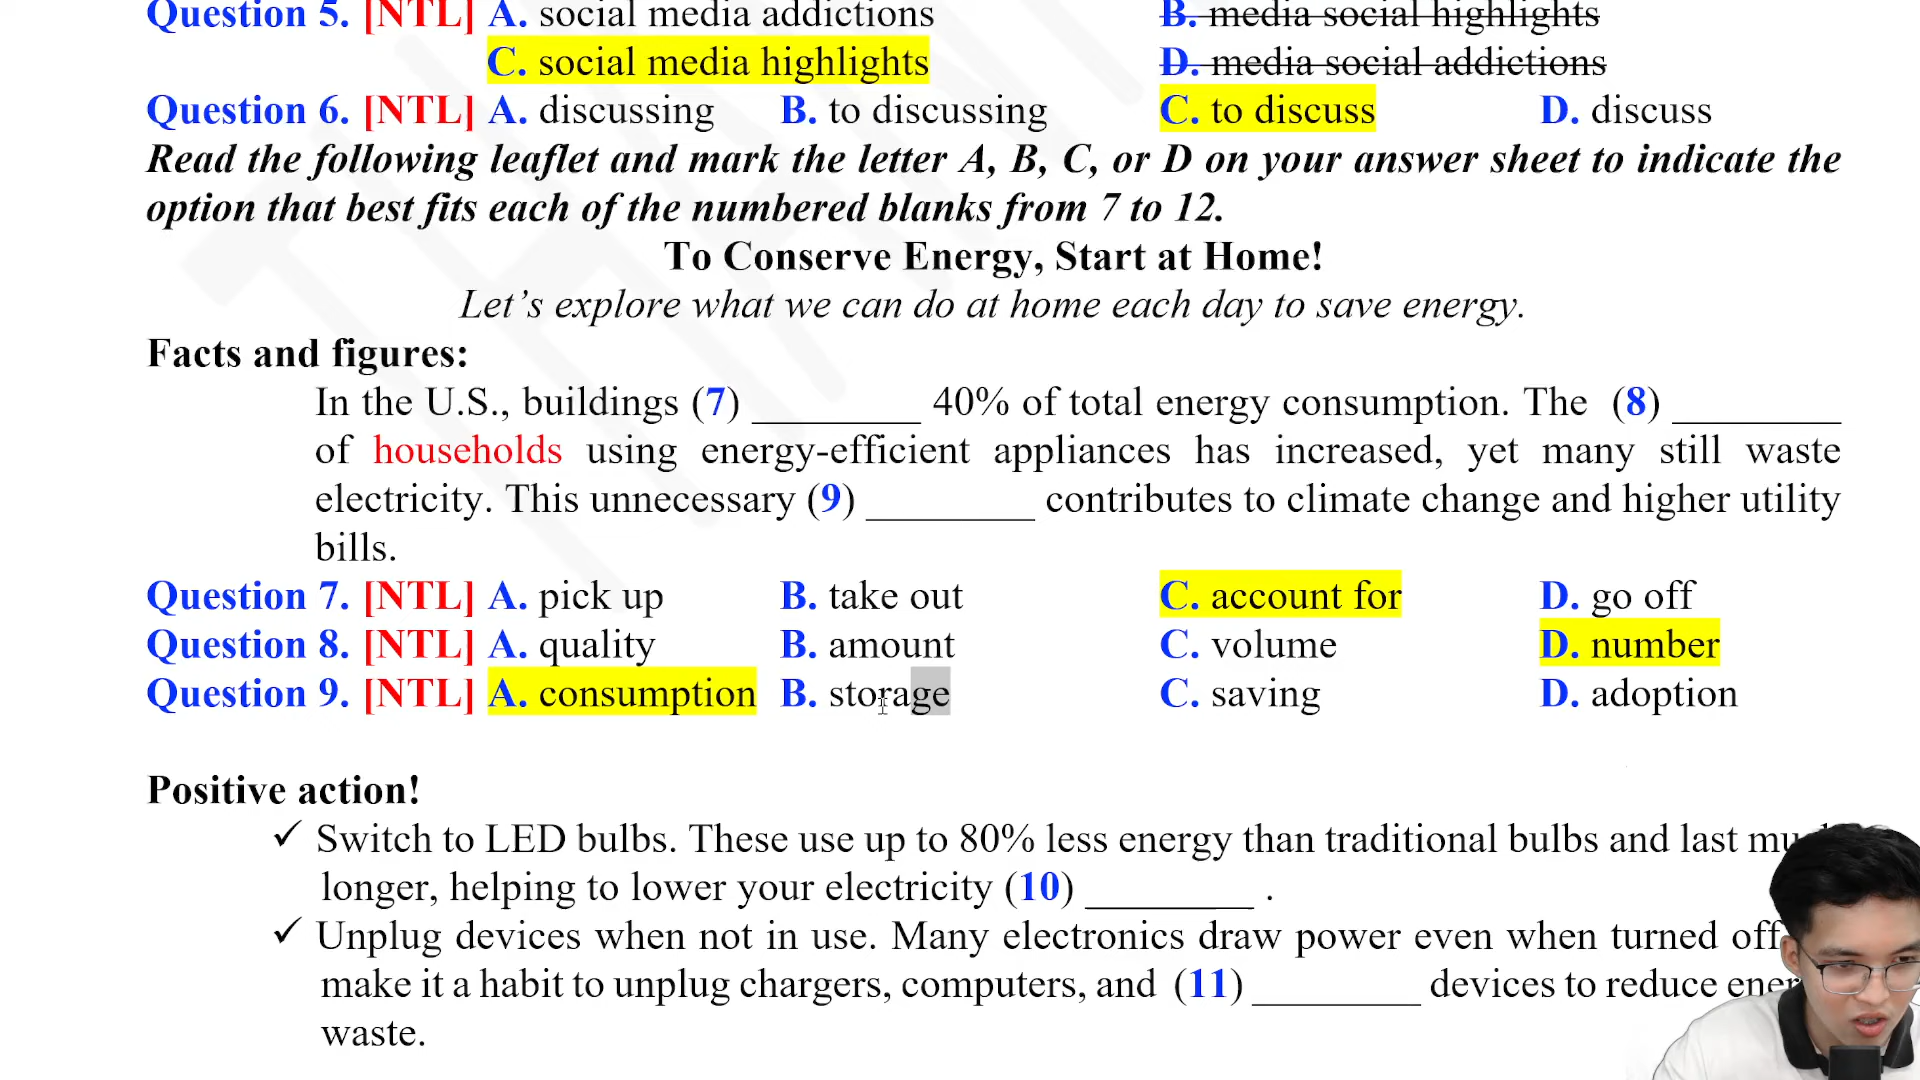 Question 5. [NTL] A. social media addictions B. media social highlights
C. social media highlights D. media social addictions
Question 6. [NTL] A. discussing B. to discussing C. to discuss D. discuss
Read the following leaflet and mark the letter A, B, C, or D on your answer sheet to indicate the
option that best fits each of the numbered blanks from 7 to 12.
To Conserve Energy, Start at Home!
Let’s explore what we can do at home each day to save energy.
Facts and figures:
In the U.S., buildings (7) ________ 40% of total energy consumption. The (8) ________
of households using energy-efficient appliances has increased, yet many still waste
electricity. This unnecessary (9) ________ contributes to climate change and higher utility
bills.
Question 7. [NTL] A. pick up B. take out C. account for D. go off
Question 8. [NTL] A. quality B. amount C. volume D. number
Question 9. [NTL] A. consumption B. storage C. saving D. adoption
Positive action!
✓ Switch to LED bulbs. These use up to 80% less energy than traditional bulbs and last
longer, helping to lower your electricity (10) ________ .
✓ Unplug devices when not in use. Many electronics draw power even when turned off
make it a habit to unplug chargers, computers, and (11) ________ devices to reduce
waste.